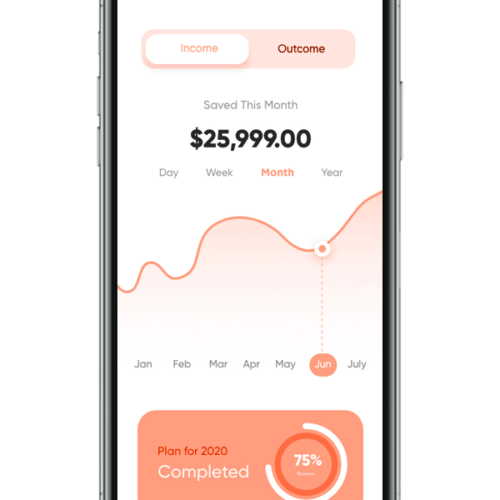 Income Outcome
Saved This Month
$25,999.00
Day Week Month Year
Jan Feb Mar Apr May Jun July
Plan for 2020
Completed
75%